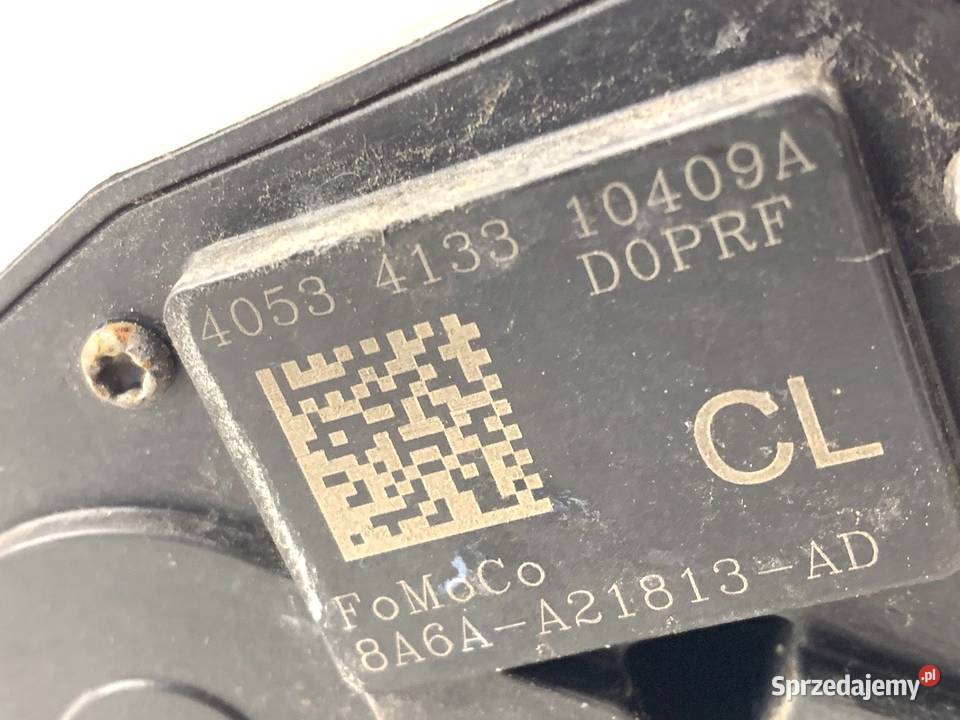 4053 4133 10409A
D0PRF
CL
FoMoCo
8A6A-A21813-AD
Sprzedajemy.pl